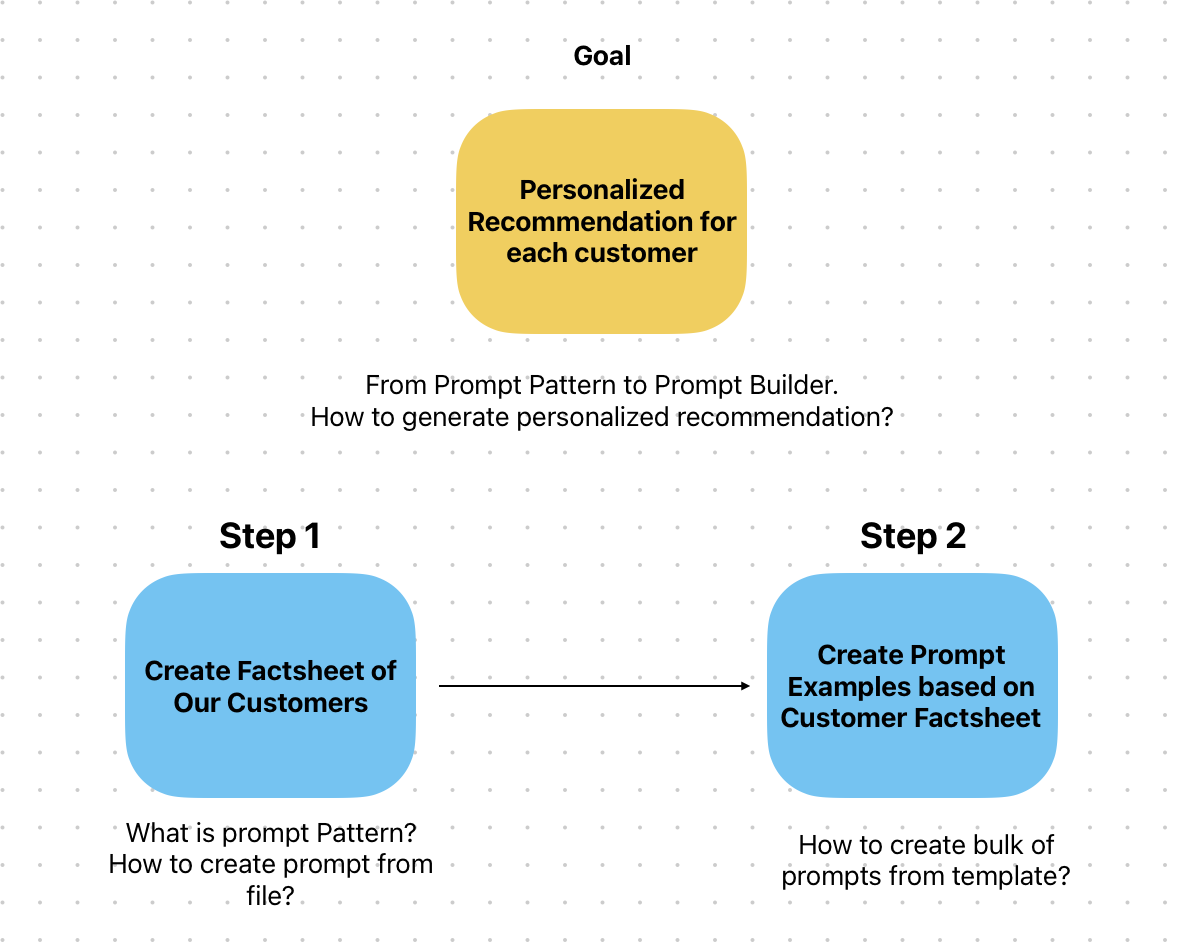 Goal
Personalized
Recommendation for
each customer
From Prompt Pattern to Prompt Builder.
How to generate personalized recommendation?
Step 1
Create Factsheet of
Our Customers
What is prompt Pattern?
How to create prompt from
file?
Step 2
Create Prompt
Examples based on
Customer Factsheet
How to create bulk of
prompts from template?